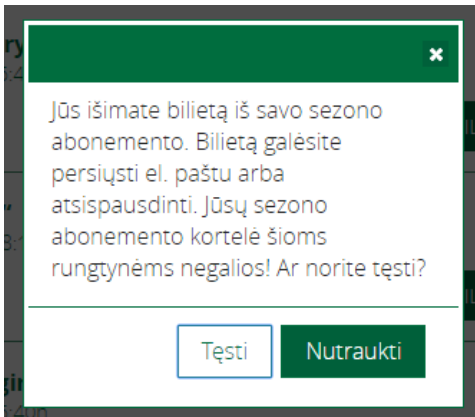 Jūs išimate bilietą iš savo sezono
abonemento. Bilietą galėsite
persiųsti el. paštu arba
atsispausdinti. Jūsų sezono
abonemento kortelė šioms
rungtynėms negalios! Ar norite tęsti?
Tęsti
Nutraukti